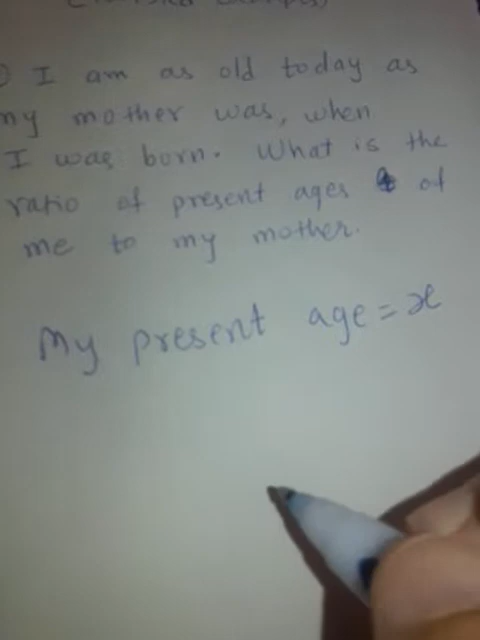 I am as old today as
my mother was, when
I was born. What is the
ratio of present ages of
me to my mother.
My present age = x